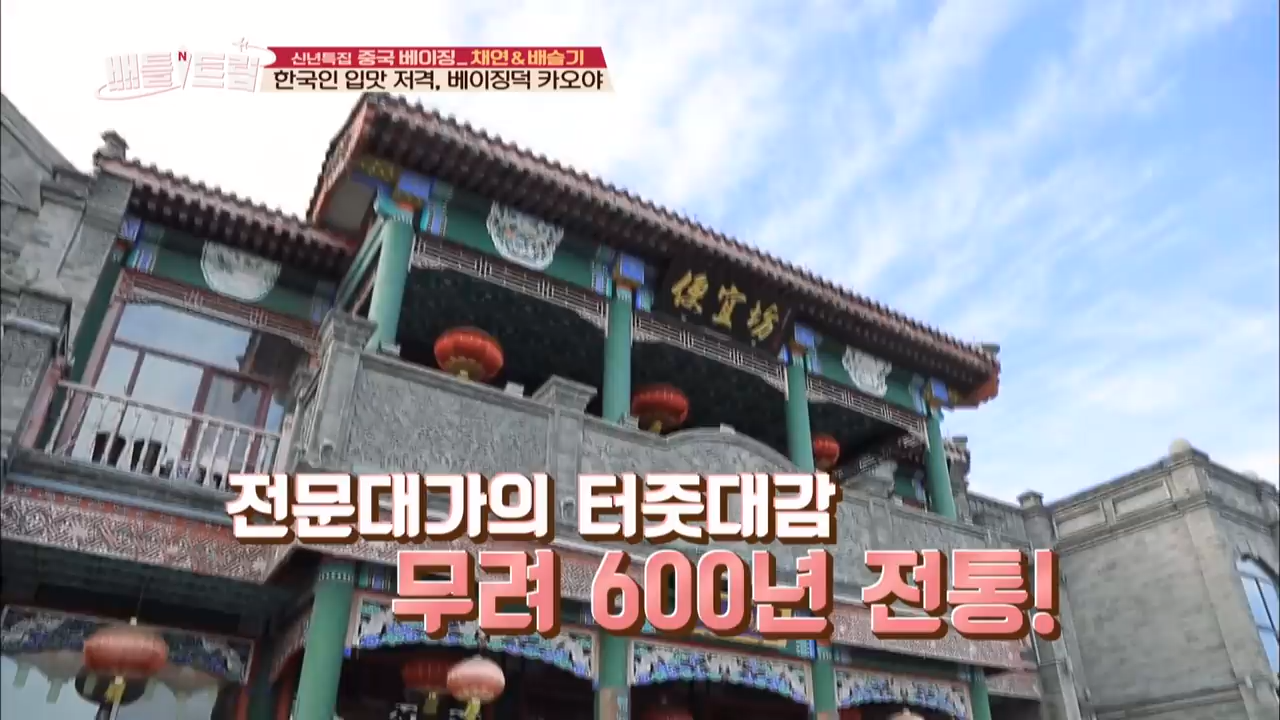 배틀트립
신년특집 중국 베이징_채연&배슬기
한국인 입맛 저격, 베이징덕 카오야
便宜坊
전문대가의 터줏대감
무려 600년 전통!